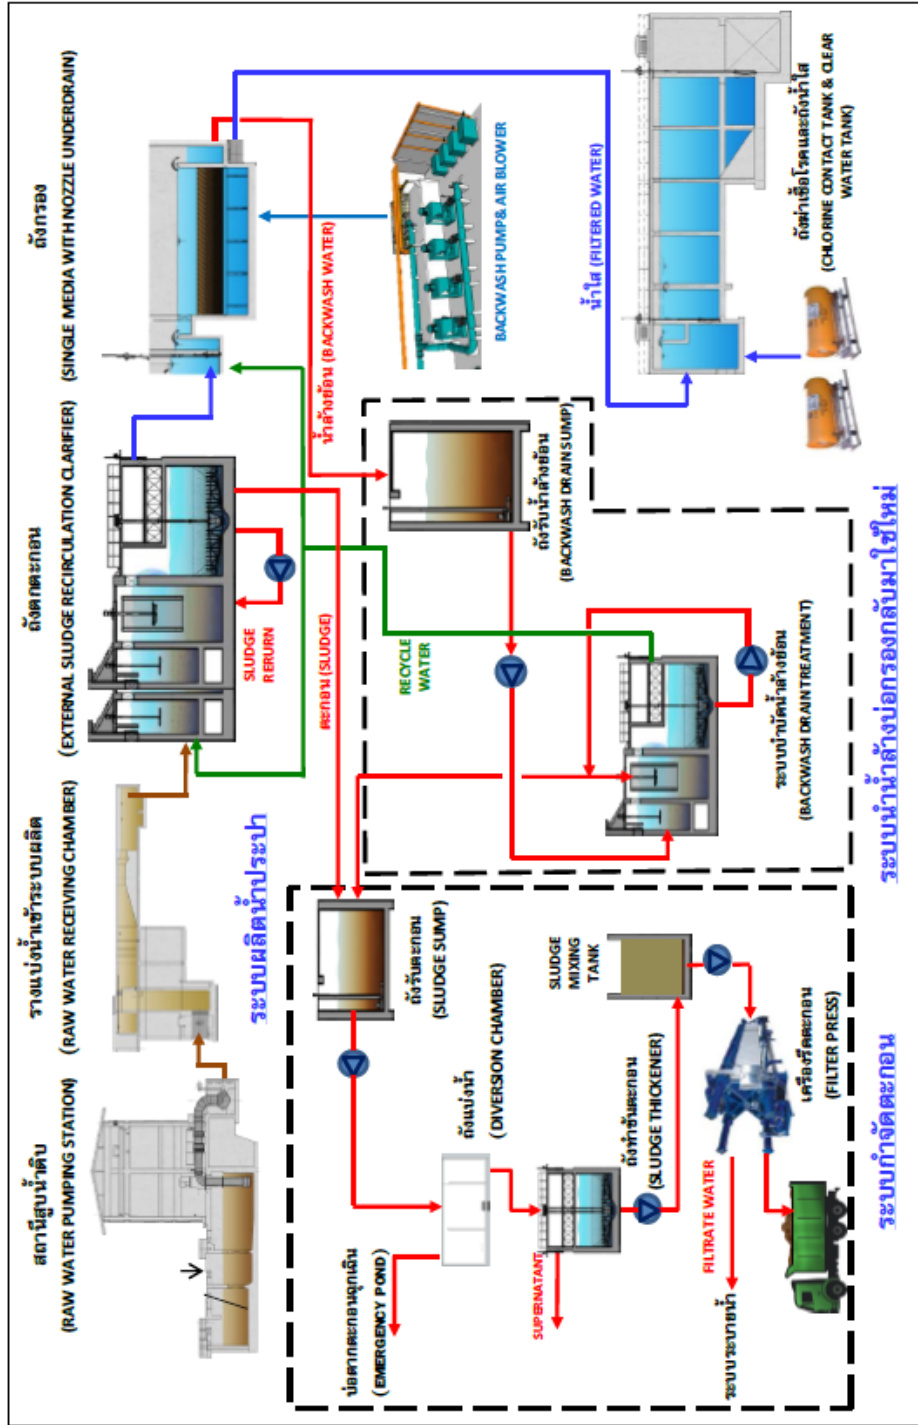 สถานีสูบน้ำดิบ
(RAW WATER PUMPING STATION)
รางแบ่งน้ำเข้าระบบผลิต
(RAW WATER RECEIVING CHAMBER)
ถังตกตะกอน
(EXTERNAL SLUDGE RECIRCULATION CLARIFIER)
ถังกรอง
(SINGLE MEDIA WITH NOZZLE UNDERDRAIN)
ระบบผลิตน้ำประปา
SLUDGE
RERURN
ตะกอน (SLUDGE)
น้ำล้างย้อน (BACKWASH WATER)
RECYCLE
WATER
BACKWASH PUMP& AIR BLOWER
น้ำใส (FILTERED WATER)
ถังรับตะกอน
(SLUDGE SUMP)
ถังรับน้ำล้างย้อน
(BACKWASH DRAIN SUMP)
บ่อตากตะกอนฉุกเฉิน
( EMERGENCY POND)
ถังแบ่งน้ำ
( DIVERSION CHAMBER)
SUPERNATANT
ถังทำข้นตะกอน
(SLUDGE THICKENER)
SLUDGE
MIXING
TANK
ระบบบำบัดน้ำล้างย้อน
(BACKWASH DRAIN TREATMENT)
ถังฆ่าเชื้อโรคและถังน้ำใส
(CHLORINE CONTACT TANK & CLEAR
WATER TANK)
FILTRATE WATER
ระบบระบายน้ำ
เครื่องรีดตะกอน
(FILTER PRESS)
ระบบกำจัดตะกอน
ระบบนำน้ำล้างบ่อกรองกลับมาใช้ใหม่